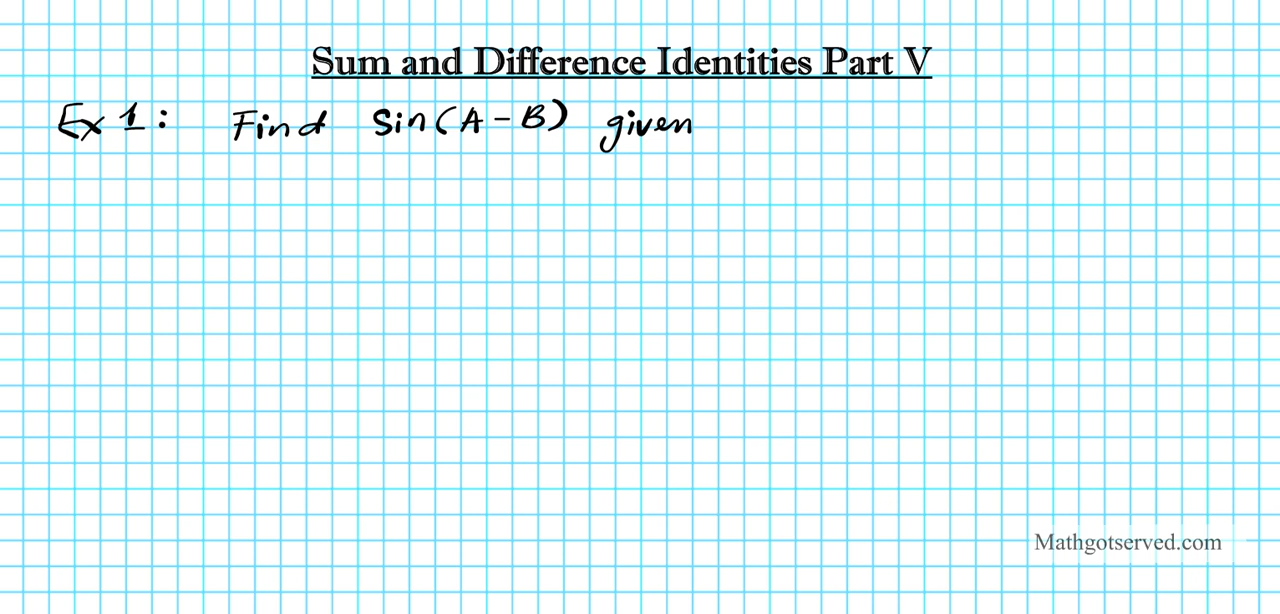 Sum and Difference Identities Part V
Ex 1: Find Sin(A-B) given
Mathgotserved.com